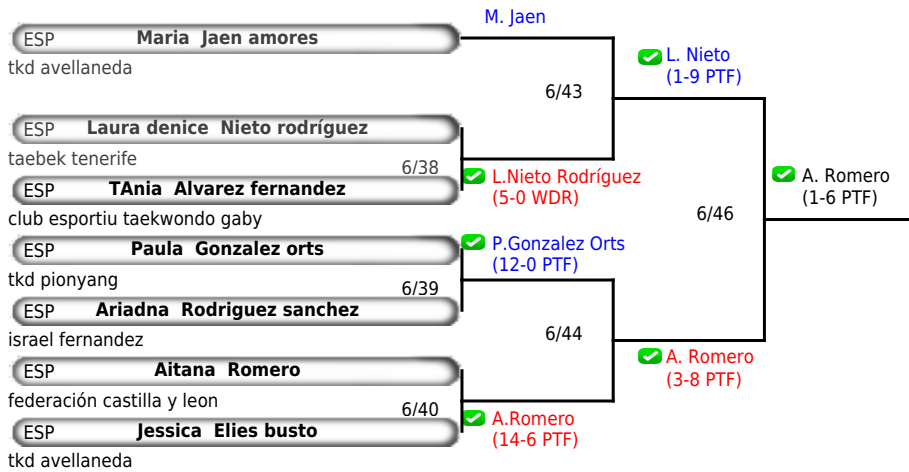 M. Jaen
ESP Maria Jaen amores
tkd avellaneda
L. Nieto
(1-9 PTF)
6/43
ESP Laura denice Nieto rodríguez
taebek tenerife
6/38
L.Nieto Rodríguez
(5-0 WDR)
ESP TAnia Alvarez fernandez
club esportiu taekwondo gaby
A. Romero
(1-6 PTF)
6/46
ESP Paula Gonzalez orts
tkd pionyang
P.Gonzalez Orts
(12-0 PTF)
6/39
ESP Ariadna Rodriguez sanchez
israel fernandez
6/44
ESP Aitana Romero
federación castilla y leon
A. Romero
(3-8 PTF)
6/40
A.Romero
(14-6 PTF)
ESP Jessica Elies busto
tkd avellaneda